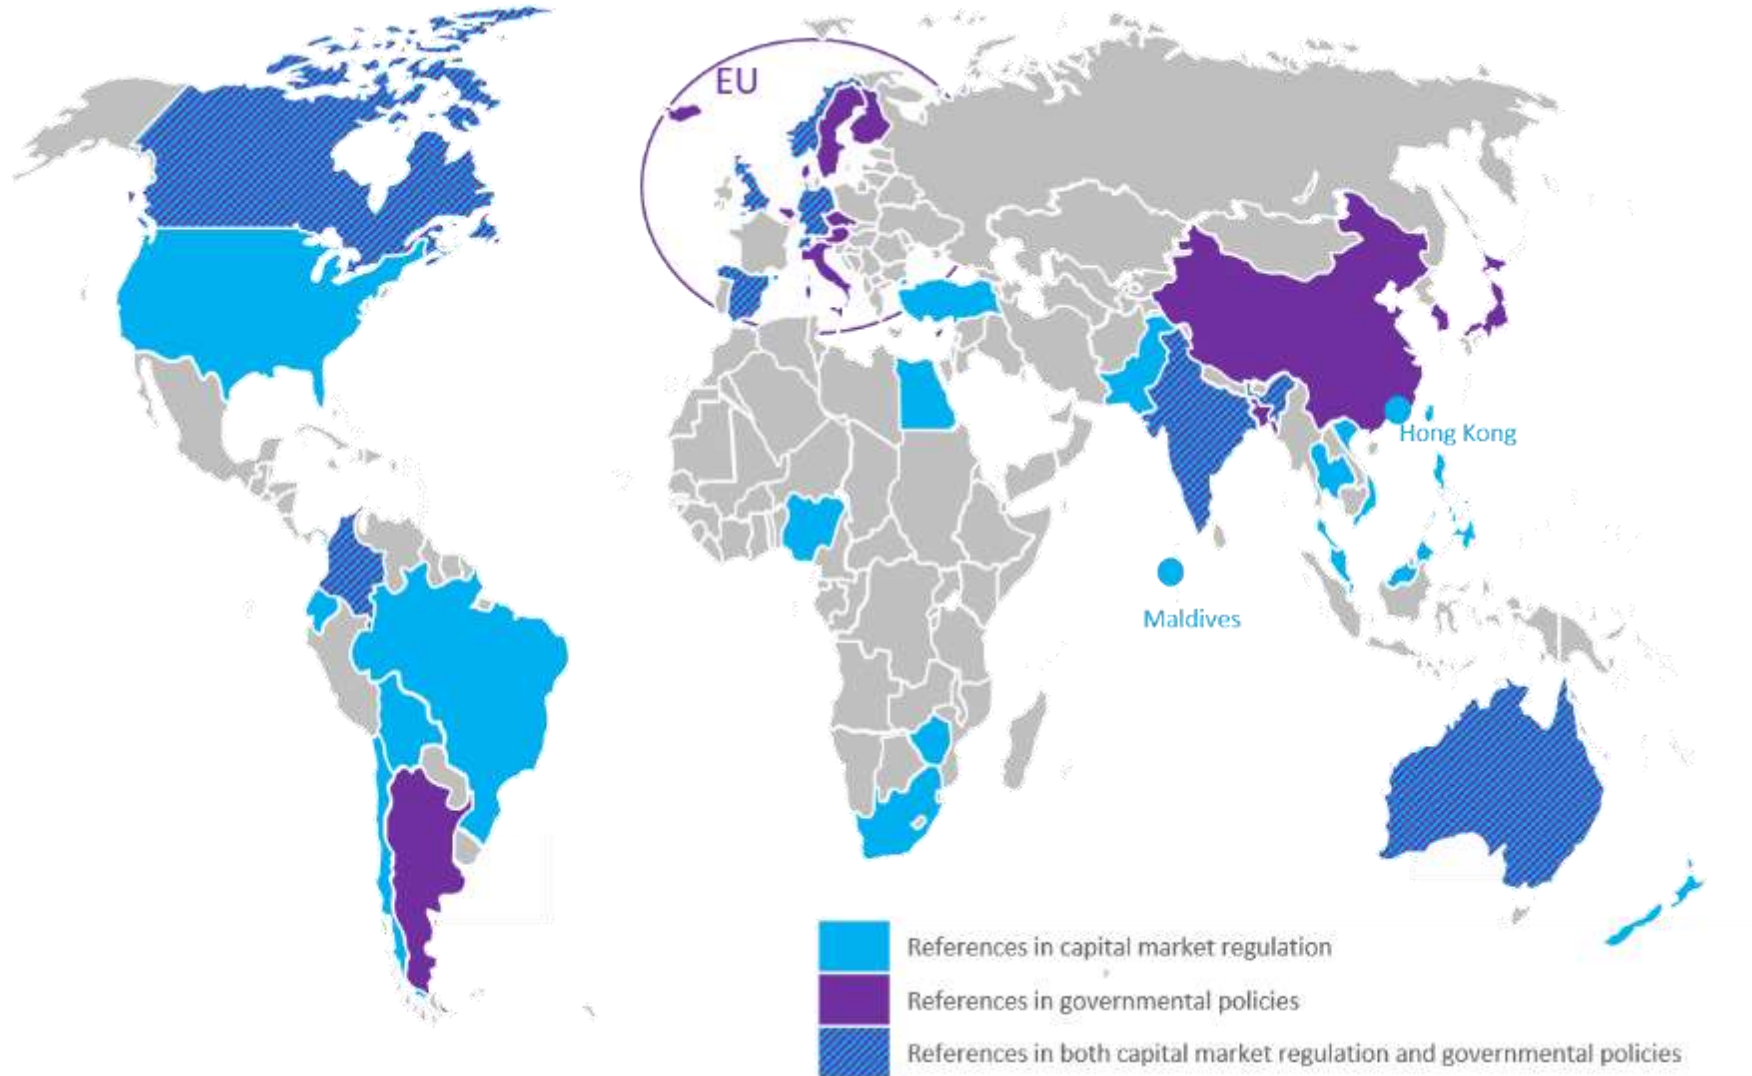 EU
Hong Kong
Maldives
References in capital market regulation
References in governmental policies
References in both capital market regulation and governmental policies